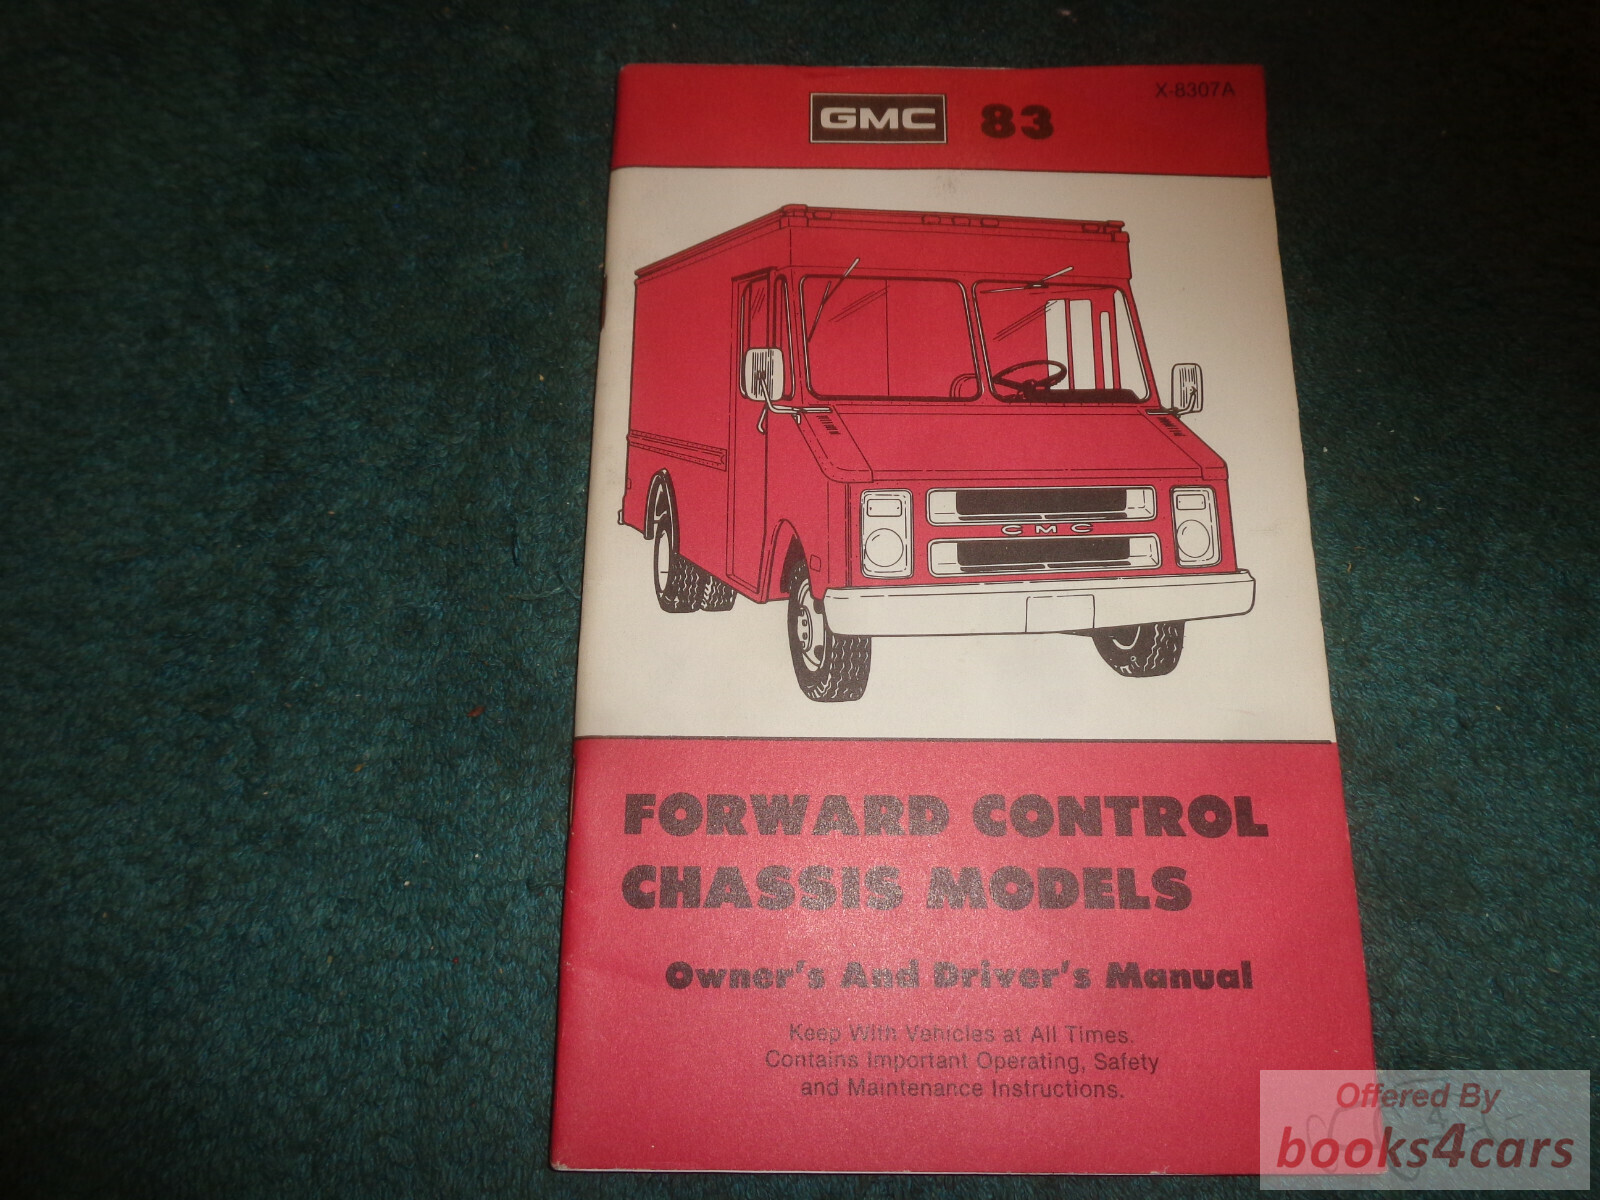 X-8307A
GMC 83
GMC
FORWARD CONTROL
CHASSIS MODELS
Owner's And Driver's Manual
Keep With Vehicles at All Times.
Contains Important Operating, Safety
and Maintenance Instructions.
Offered By
books4cars